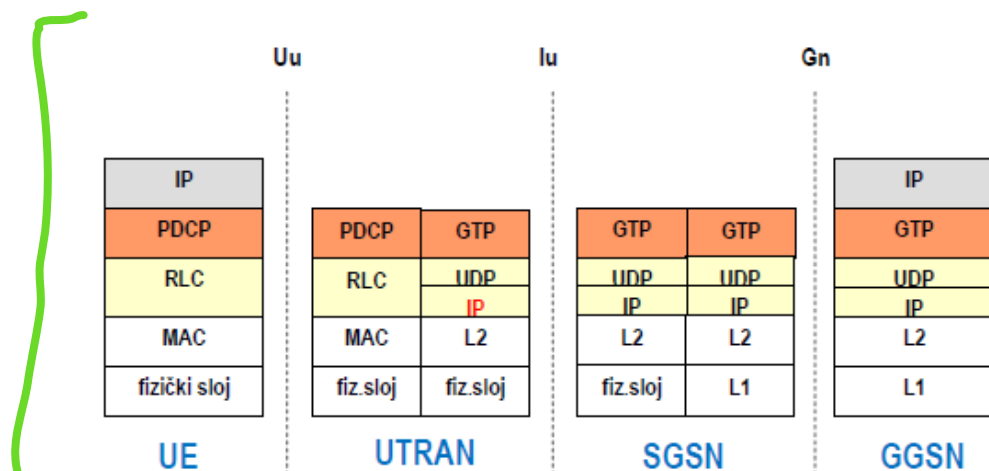 Uu Iu Gn
IP IP
PDCP PDCP GTP GTP GTP GTP
RLC RLC UDP UDP UDP UDP
IP IP IP IP
MAC MAC L2 L2 L2 L2
fizički sloj fiz.sloj fiz.sloj fiz.sloj L1 L1
UE UTRAN SGSN GGSN